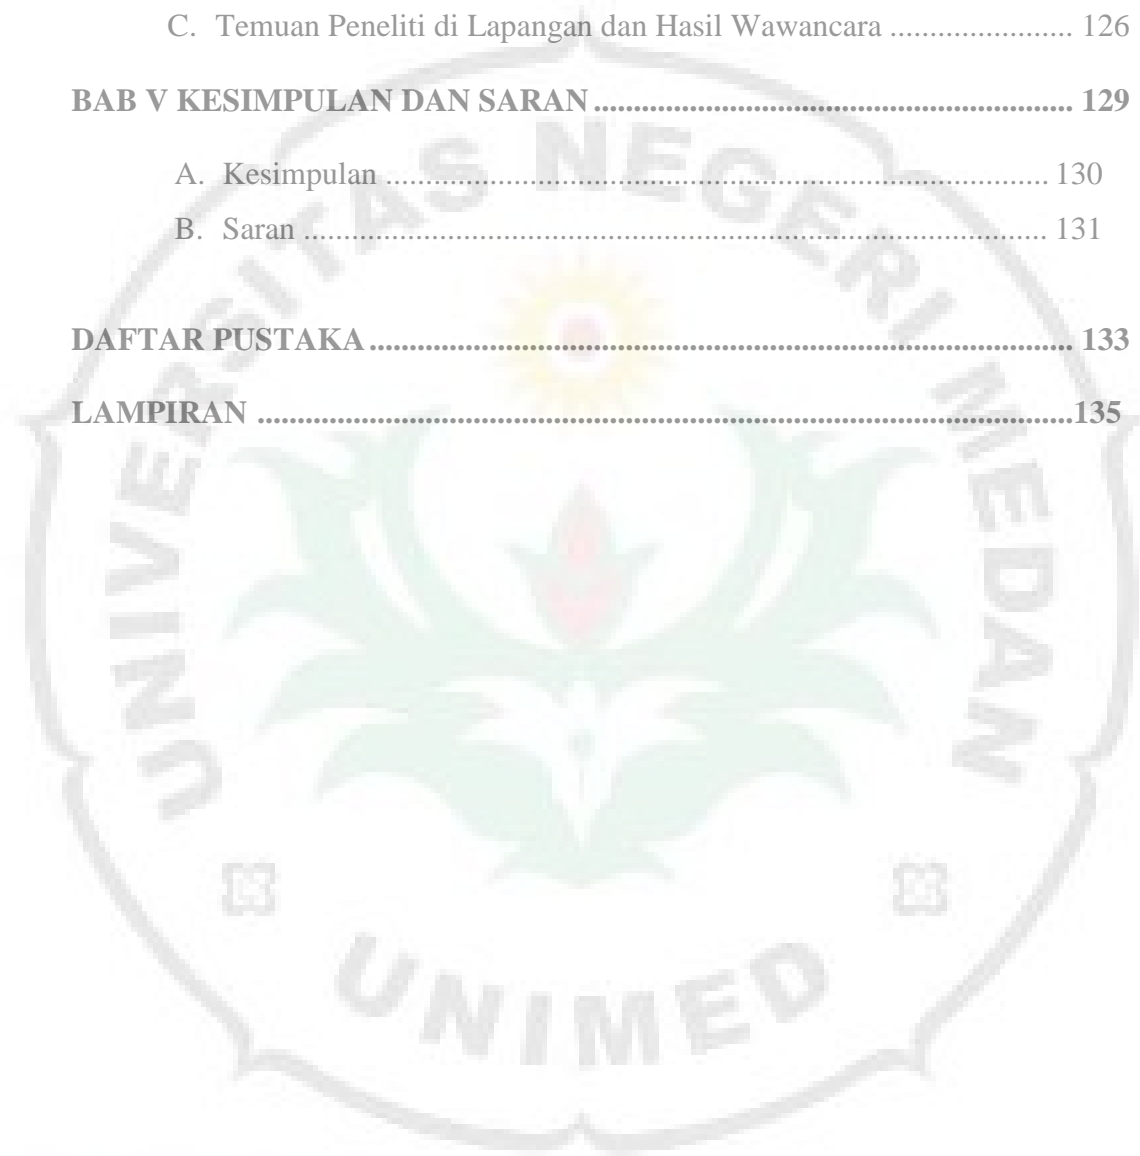 C. Temuan Peneliti di Lapangan dan Hasil Wawancara ....................... 126
BAB V KESIMPULAN DAN SARAN ............................................................. 129
A. Kesimpulan ..................................................................................... 130
B. Saran ............................................................................................... 131
DAFTAR PUSTAKA .......................................................................................... 133
LAMPIRAN ........................................................................................................135
UNIVERSITAS NEGERI MEDAN
UNIMED